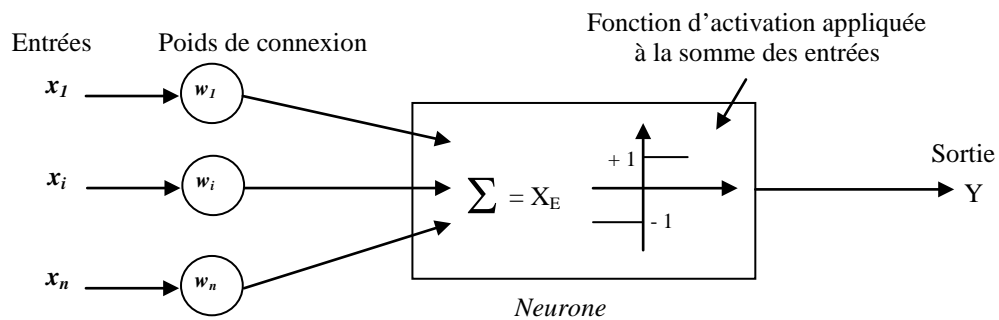 Fonction d’activation appliquée
à la somme des entrées
Entrées
Poids de connexion
x1
w1
xi
wi
xn
wn
∑ = XE
+ 1
- 1
Sortie
Y
Neurone